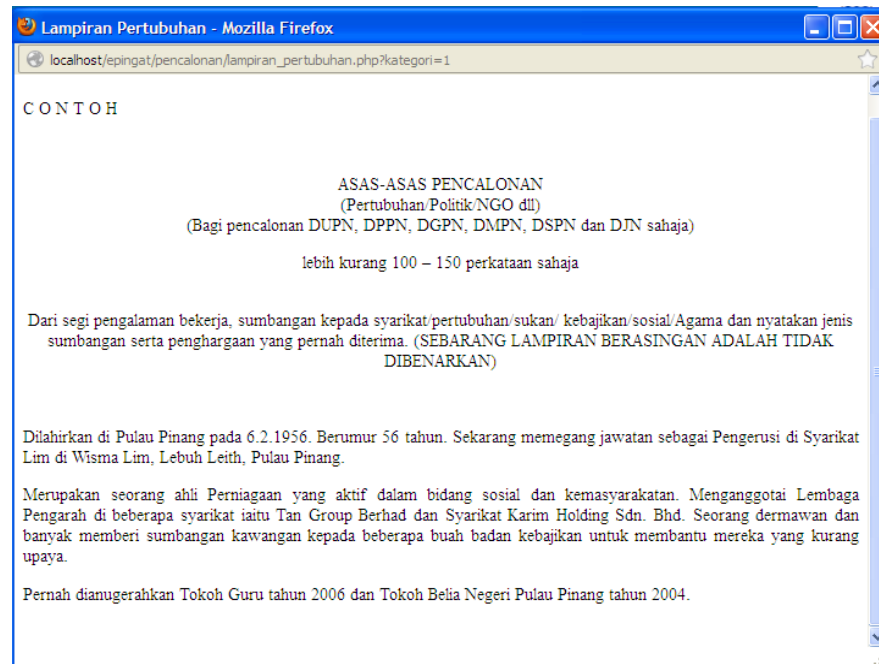 Lampiran Pertubuhan - Mozilla Firefox
localhost/epingat/pencalonan/lampiran_pertubuhan.php?kategori=1
C O N T O H
ASAS-ASAS PENCALONAN
(Pertubuhan/Politik/NGO dll)
(Bagi pencalonan DUPN, DPPN, DGPN, DMPN, DSPN dan DJN sahaja)
lebih kurang 100 – 150 perkataan sahaja
Dari segi pengalaman bekerja, sumbangan kepada syarikat/pertubuhan/sukan/ kebajikan/sosial/Agama dan nyatakan jenis
sumbangan serta penghargaan yang pernah diterima. (SEBARANG LAMPIRAN BERASINGAN ADALAH TIDAK
DIBENARKAN)
Dilahirkan di Pulau Pinang pada 6.2.1956. Berumur 56 tahun. Sekarang memegang jawatan sebagai Pengerusi di Syarikat
Lim di Wisma Lim, Lebuh Leith, Pulau Pinang.
Merupakan seorang ahli Perniagaan yang aktif dalam bidang sosial dan kemasyarakatan. Menganggotai Lembaga
Pengarah di beberapa syarikat iaitu Tan Group Berhad dan Syarikat Karim Holding Sdn. Bhd. Seorang dermawan dan
banyak memberi sumbangan kawangan kepada beberapa buah badan kebajikan untuk membantu mereka yang kurang
upaya.
Pernah dianugerahkan Tokoh Guru tahun 2006 dan Tokoh Belia Negeri Pulau Pinang tahun 2004.